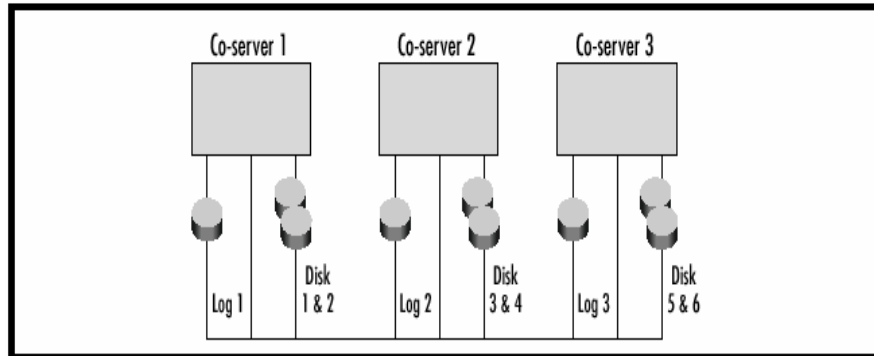 Co-server 1
Co-server 2
Co-server 3
Log 1
Disk
1 & 2
Log 2
Disk
3 & 4
Log 3
Disk
5 & 6